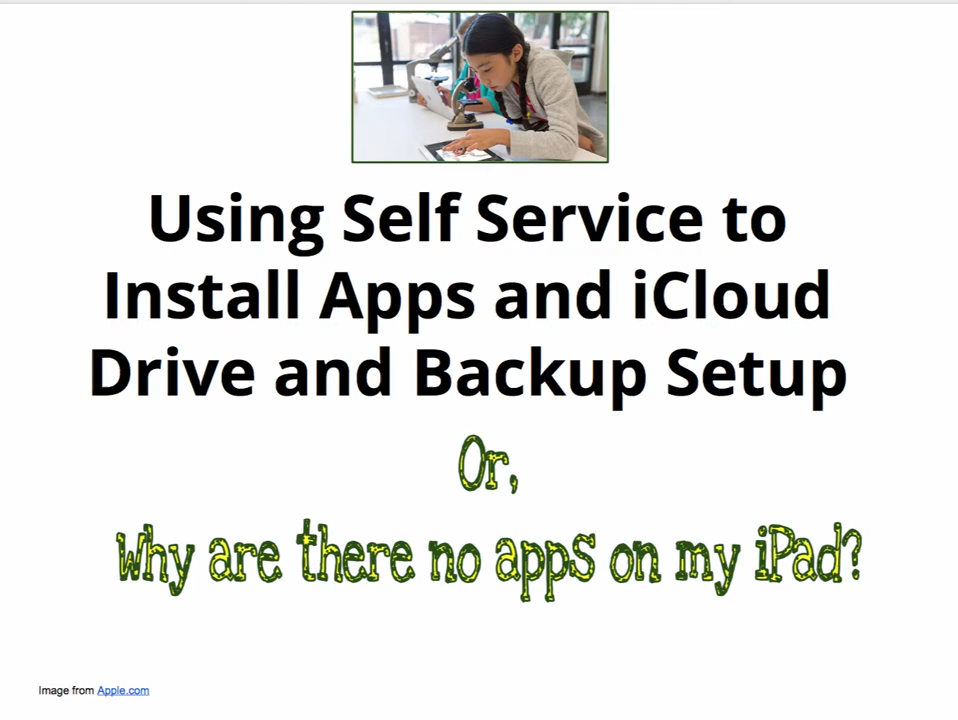 Using Self Service to
Install Apps and iCloud
Drive and Backup Setup
Or,
Why are there no apps on my iPad?
Image from Apple.com